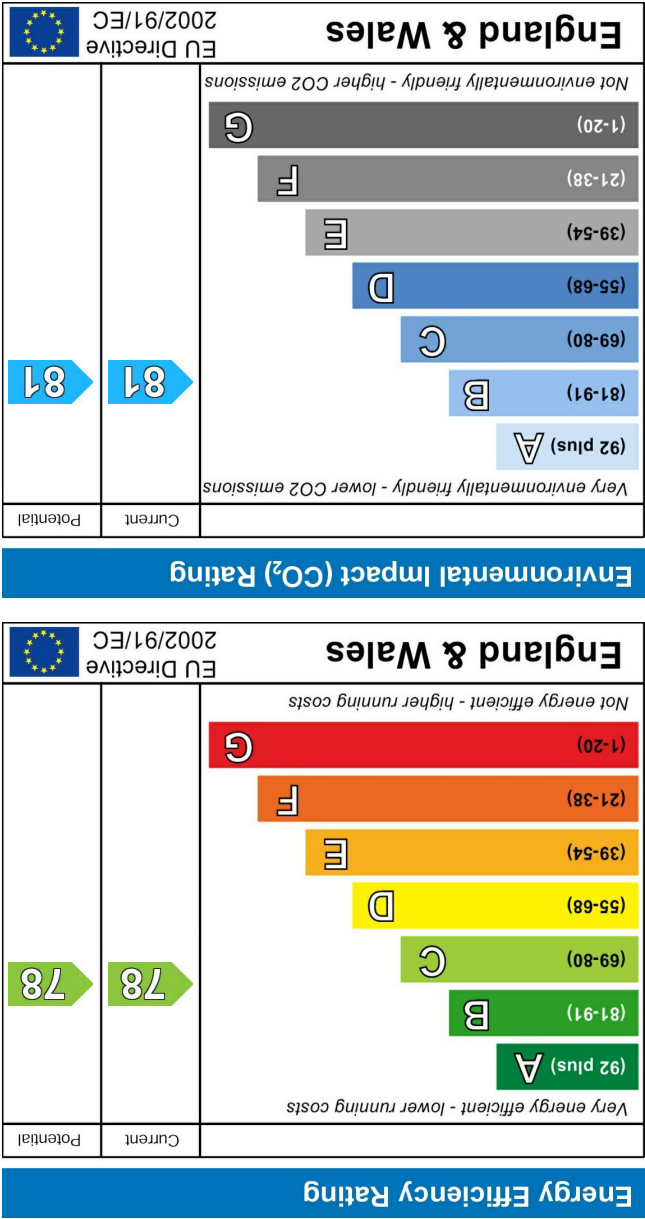 Energy Efficiency Rating
Current Potential
Very energy efficient - lower running costs
(92 plus) A
(81-91) B
(69-80) C
78 78
(55-68) D
(39-54) E
(21-38) F
(1-20) G
Not energy efficient - higher running costs
England & Wales
EU Directive
2002/91/EC
Environmental Impact (CO₂) Rating
Current Potential
Very environmentally friendly - lower CO2 emissions
(92 plus) A
(81-91) B
81 81
(69-80) C
(55-68) D
(39-54) E
(21-38) F
(1-20) G
Not environmentally friendly - higher CO2 emissions
England & Wales
EU Directive
2002/91/EC